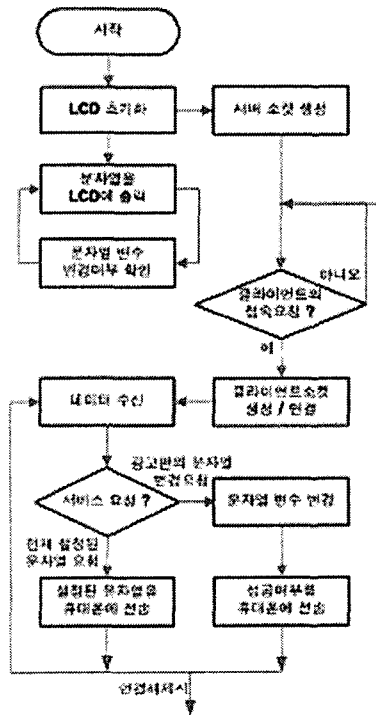 시작
LCD 초기화
서버 소켓 생성
문자열을
LCD에 출력
문자열 변수
변경여부 확인
아니오
클라이언트의
접속요청 ?
예
데이터 수신
클라이언트소켓
생성 / 연결
광고판의 문자열
변경요청
서비스 요청 ?
문자열 변수 변경
현재 설정된
문자열 요청
설정된 문자열을
휴대폰에 전송
성공여부를
휴대폰에 전송
연결해제시